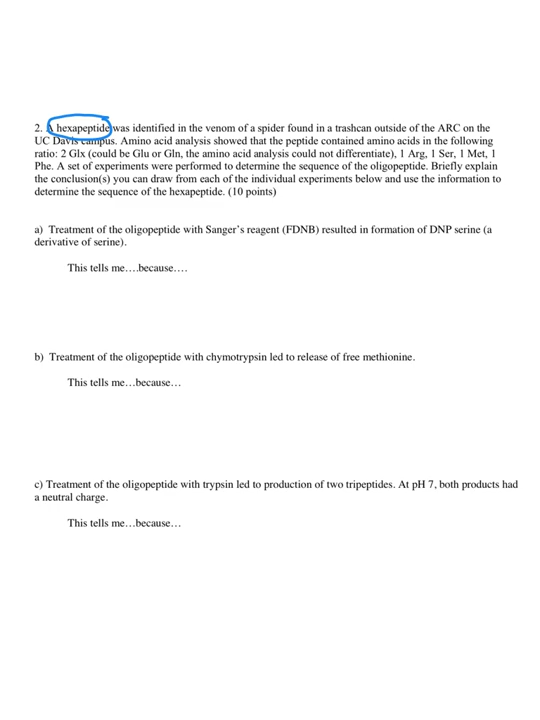 2. A hexapeptide was identified in the venom of a spider found in a trashcan outside of the ARC on the
UC Davis campus. Amino acid analysis showed that the peptide contained amino acids in the following
ratio: 2 Glx (could be Glu or Gln, the amino acid analysis could not differentiate), 1 Arg, 1 Ser, 1 Met, 1
Phe. A set of experiments were performed to determine the sequence of the oligopeptide. Briefly explain
the conclusion(s) you can draw from each of the individual experiments below and use the information to
determine the sequence of the hexapeptide. (10 points)
a) Treatment of the oligopeptide with Sanger's reagent (FDNB) resulted in formation of DNP serine (a
derivative of serine).
This tells me….because….
b) Treatment of the oligopeptide with chymotrypsin led to release of free methionine.
This tells me…because…
c) Treatment of the oligopeptide with trypsin led to production of two tripeptides. At pH 7, both products had
a neutral charge.
This tells me…because…